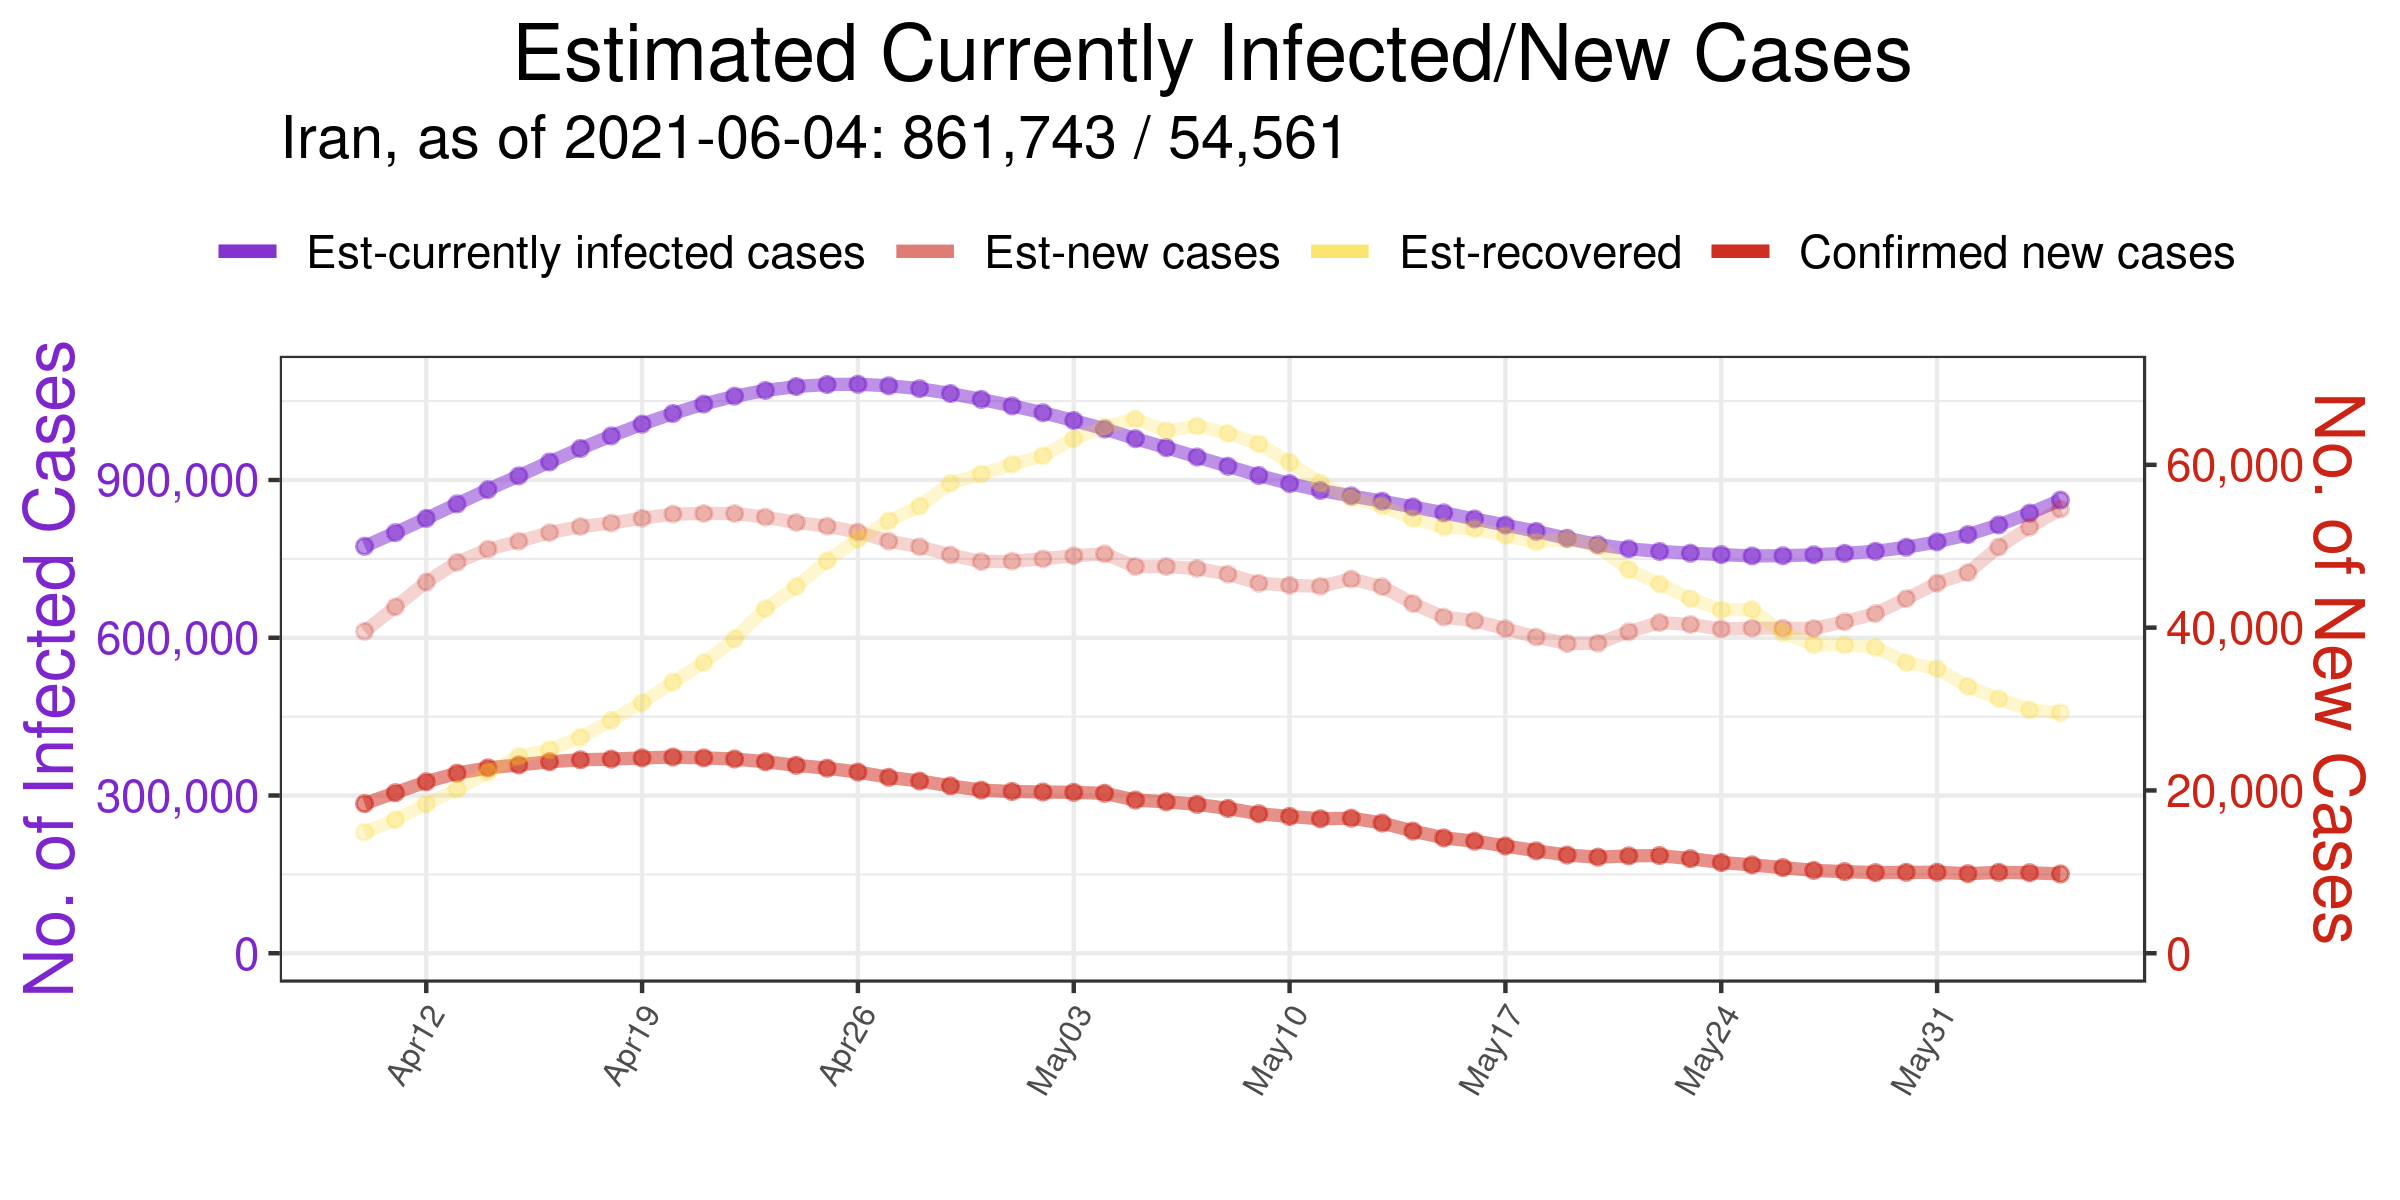 Estimated Currently Infected/New Cases
Iran, as of 2021-06-04: 861,743 / 54,561
Est-currently infected cases Est-new cases Est-recovered Confirmed new cases
No. of Infected Cases
900,000
600,000
300,000
0
No. of New Cases
60,000
40,000
20,000
0
Apr12 Apr19 Apr26 May03 May10 May17 May24 May31